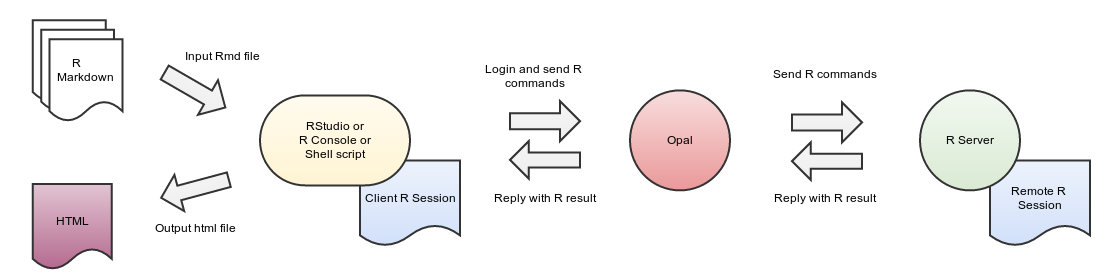 R
Markdown
Input Rmd file
RStudio or
R Console or
Shell script
Client R Session
HTML
Output html file
Login and send R
commands
Reply with R result
Opal
Send R commands
Reply with R result
R Server
Remote R
Session